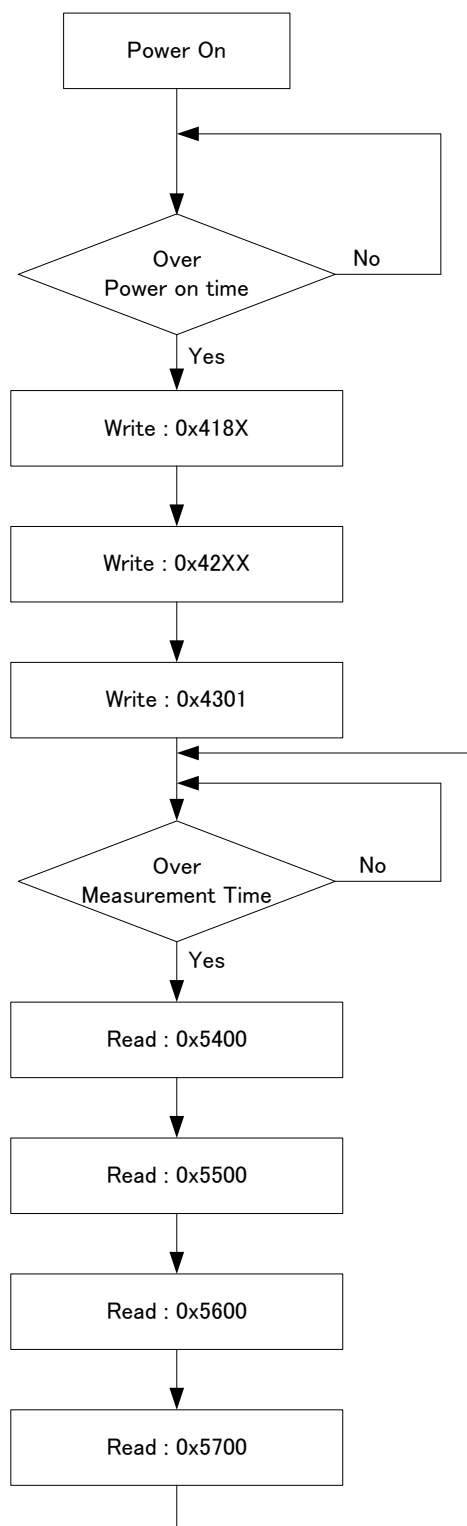 Power On
Over
Power on time
No
Yes
Write : 0x418X
Write : 0x42XX
Write : 0x4301
Over
Measurement Time
No
Yes
Read : 0x5400
Read : 0x5500
Read : 0x5600
Read : 0x5700